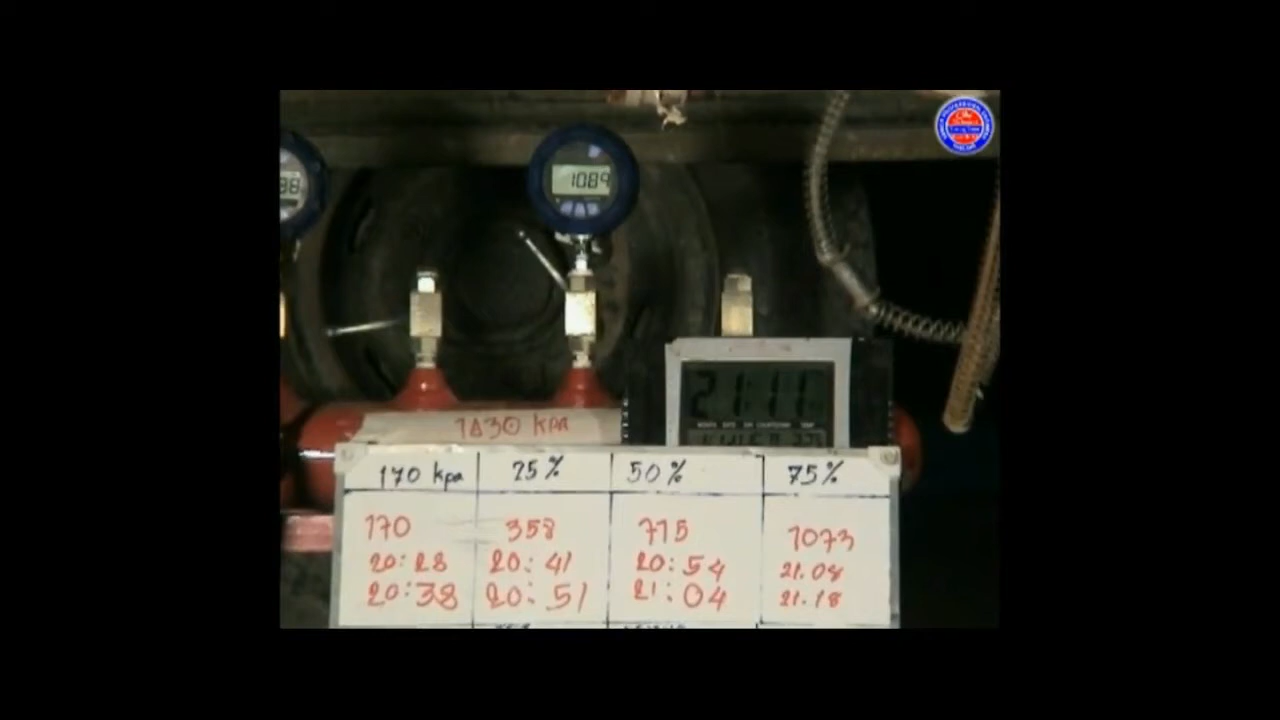 1089
21:11
1430 kPa
170 kpa 25% 50% 75%
170 358 715 1073
20:28 20:41 20:54 21.08
20:38 20:51 21:04 21.18